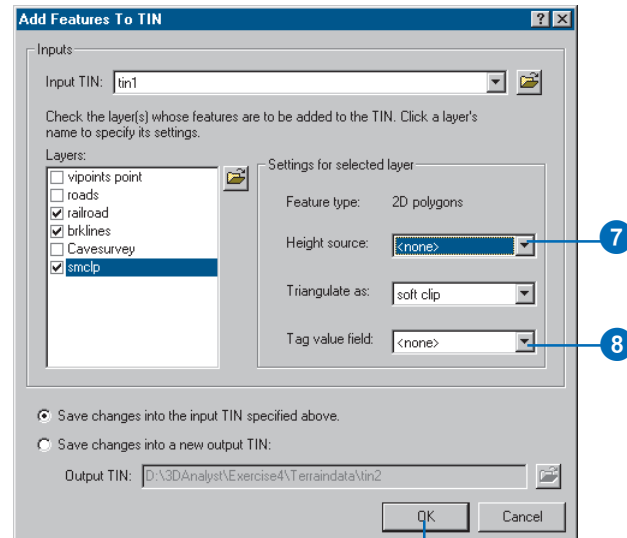 Add Features To TIN
Inputs
Input TIN: tin1
Check the layer(s) whose features are to be added to the TIN. Click a layer's
name to specify its settings.
Layers:
vipoints point
roads
railroad
brklines
Cavesurvey
smclp
Settings for selected layer
Feature type: 2D polygons
Height source: <none>
7
Triangulate as: soft clip
Tag value field: <none>
8
Save changes into the input TIN specified above.
Save changes into a new output TIN:
Output TIN: D:\3DAnalyst\Exercise4\Terraindata\tin2
OK
Cancel